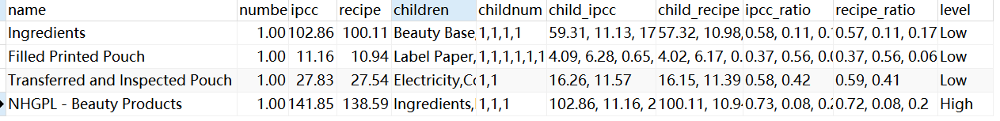 name numbe ipcc recipe children childnum child_ipcc child_recipe ipcc_ratio recipe_ratio level
Ingredients 1.00 102.86 100.11 Beauty Base, 1,1,1,1 59.31, 11.13, 17 57.32, 10.98, 0.58, 0.11, 0. 0.57, 0.11, 0.17 Low
Filled Printed Pouch 1.00 11.16 10.94 Label Paper, 1,1,1,1,1,1 4.09, 6.28, 0.65, 4.02, 6.17, 0. 0.37, 0.56, 0.0 0.37, 0.56, 0.06 Low
Transferred and Inspected Pouch 1.00 27.83 27.54 Electricity,Co 1,1 16.26, 11.57 16.15, 11.39 0.58, 0.42 0.59, 0.41 Low
NHGPL - Beauty Products 1.00 141.85 138.59 Ingredients, 1,1,1 102.86, 11.16, 2 100.11, 10.9 0.73, 0.08, 0.2 0.72, 0.08, 0.2 High